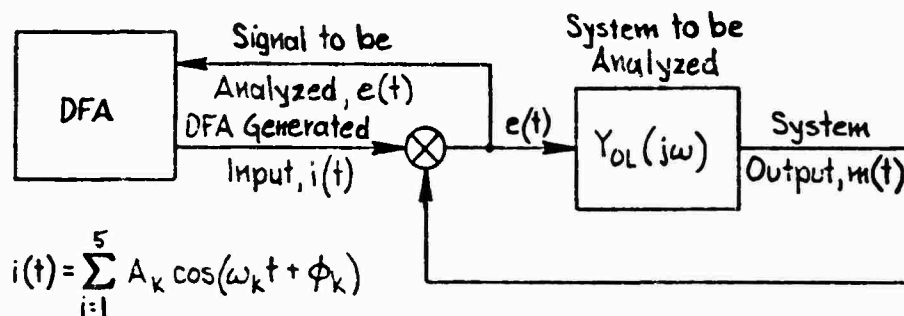 Signal to be
Analyzed, e(t)
DFA
DFA Generated
Input, i(t)
e(t)
System to be
Analyzed
Y_OL(jω)
System
Output, m(t)
i(t) = \sum_{i=1}^{5} A_k cos(ω_k t + ϕ_k)